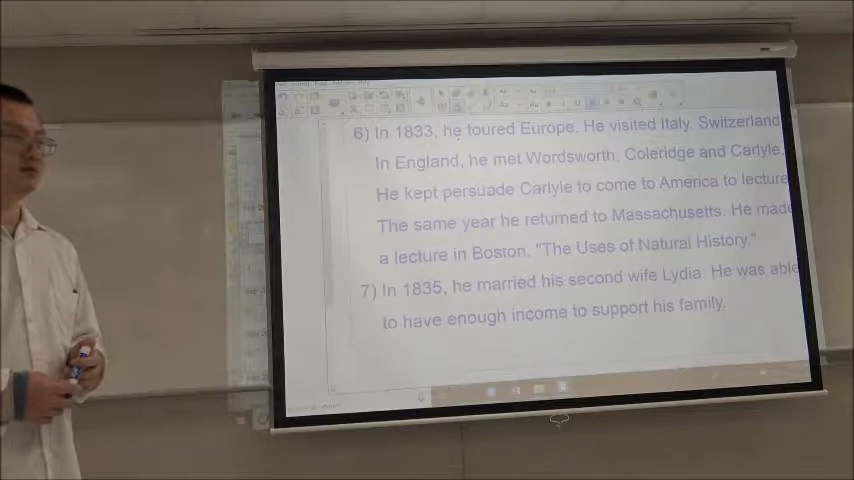 6) In 1833, he toured Europe. He visited Italy. Switzerland
In England, he met Wordsworth, Coleridge and Carlyle.
He kept persuade Carlyle to come to America to lecture
The same year he returned to Massachusetts. He made
a lecture in Boston. "The Uses of Natural History."
7) In 1835, he married his second wife Lydia. He was able
to have enough income to support his family.